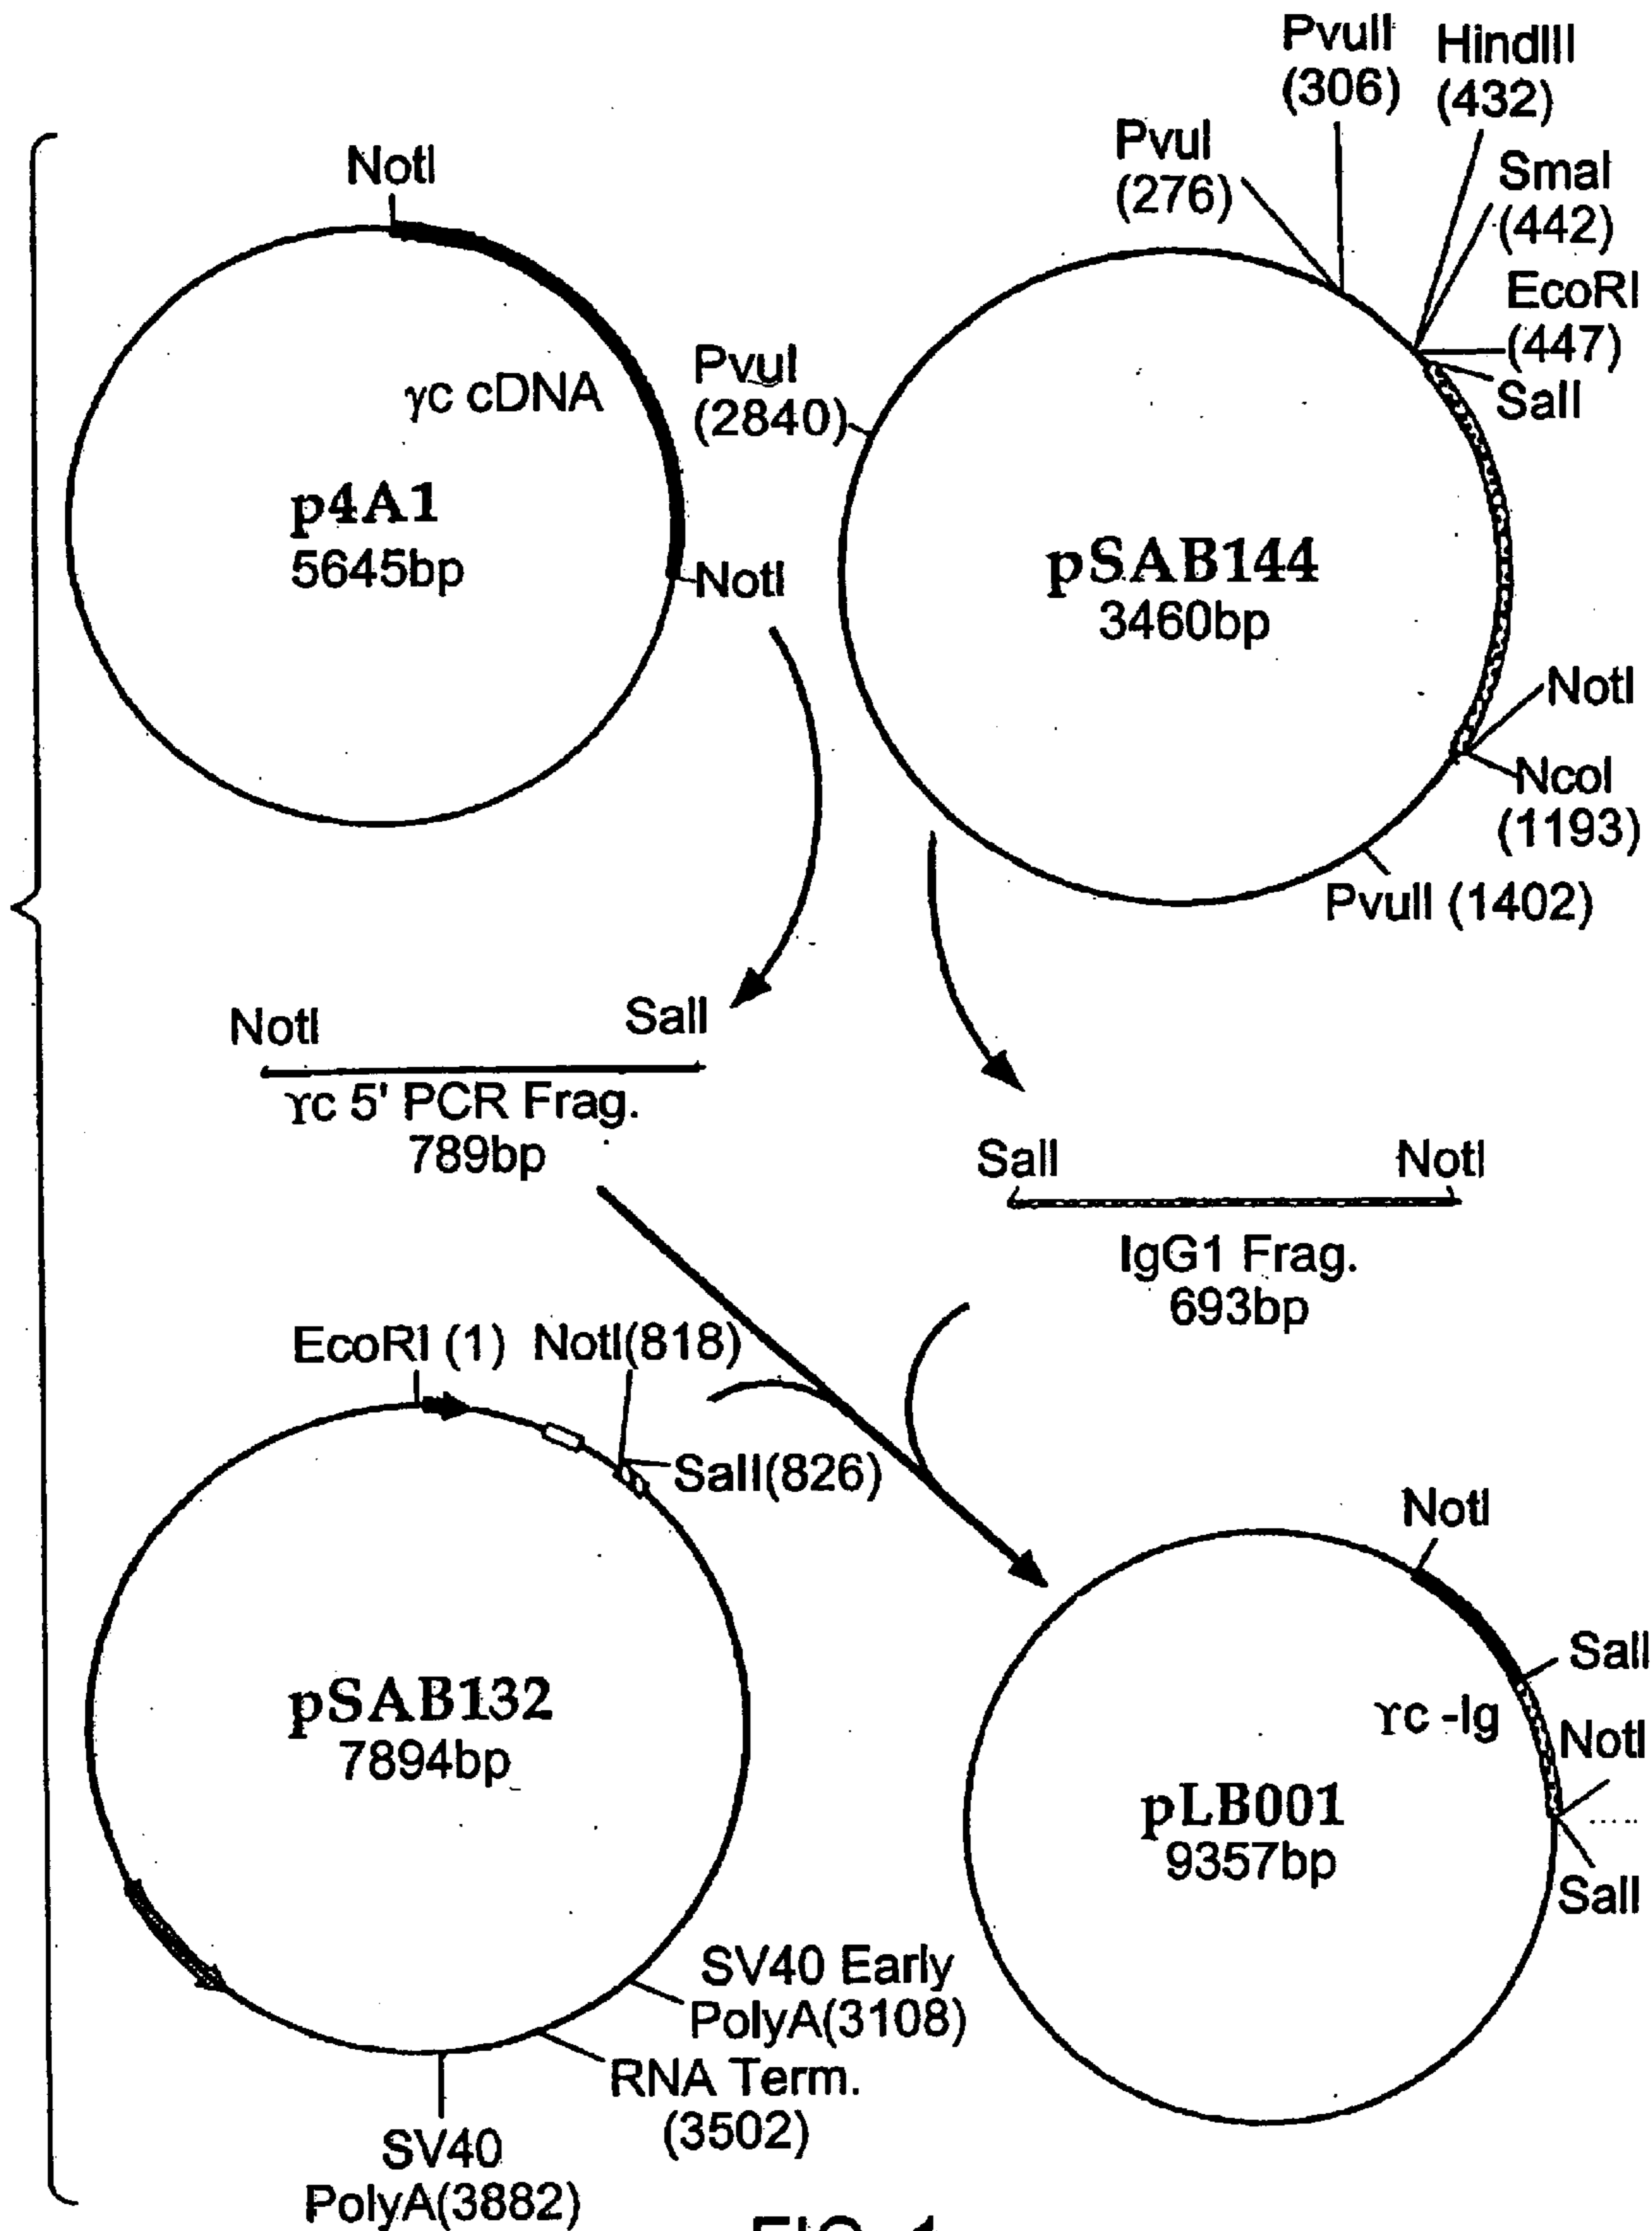 NotI
γc cDNA
p4A1
5645bp
NotI
PvuII
(306)
HindIII
(432)
PvuI
(276)
SmaI
(442)
EcoRI
(447)
SalI
PvuI
(2840)
pSAB144
3460bp
NotI
NcoI
(1193)
PvuII (1402)
NotI
SalI
γc 5' PCR Frag.
789bp
SalI
NotI
IgG1 Frag.
693bp
EcoRI (1)
NotI(818)
SalI(826)
pSAB132
7894bp
SV40 Early
PolyA(3108)
RNA Term.
(3502)
SV40
PolyA(3882)
NotI
SalI
γc -Ig
NotI
pLB001
9357bp
SalI
FIG. 1